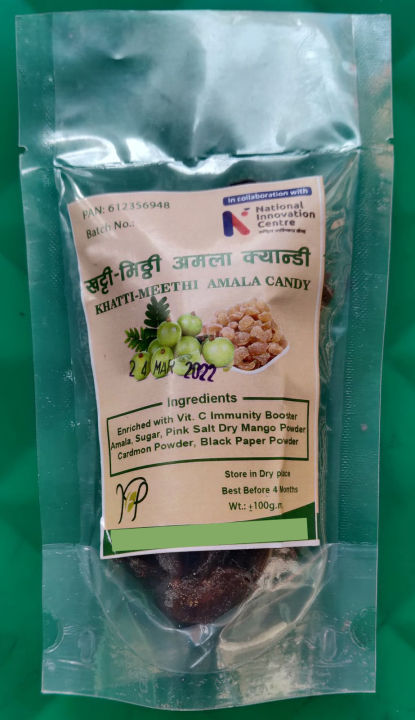 PAN: 612356948
Batch No.:
In collaboration with
National
Innovation
Centre
खट्टी-मिठ्ठी अमला क्यान्डी
KHATTI-MEETHI AMALA CANDY
24 MAR 2022
Ingredients
Enriched with Vit. C Immunity Booster
Amala, Sugar, Pink Salt Dry Mango Powder
Cardmon Powder, Black Paper Powder
Store in Dry place
Best Before 4 Months
Wt.: ±100g.m.